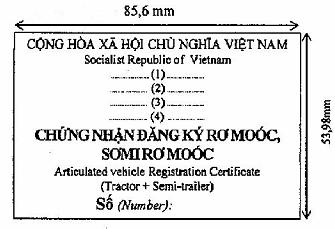 85,6 mm
CỘNG HÒA XÃ HỘI CHỦ NGHĨA VIỆT NAM
Socialist Republic of Vietnam
............(1)............
............(2)............
............(3)............
............(4)............
CHỨNG NHẬN ĐĂNG KÝ RƠ MOÓC,
SƠMI RƠ MOÓC
Articulated vehicle Registration Certificate
(Tractor + Semi-trailer)
Số (Number):
53,98mm